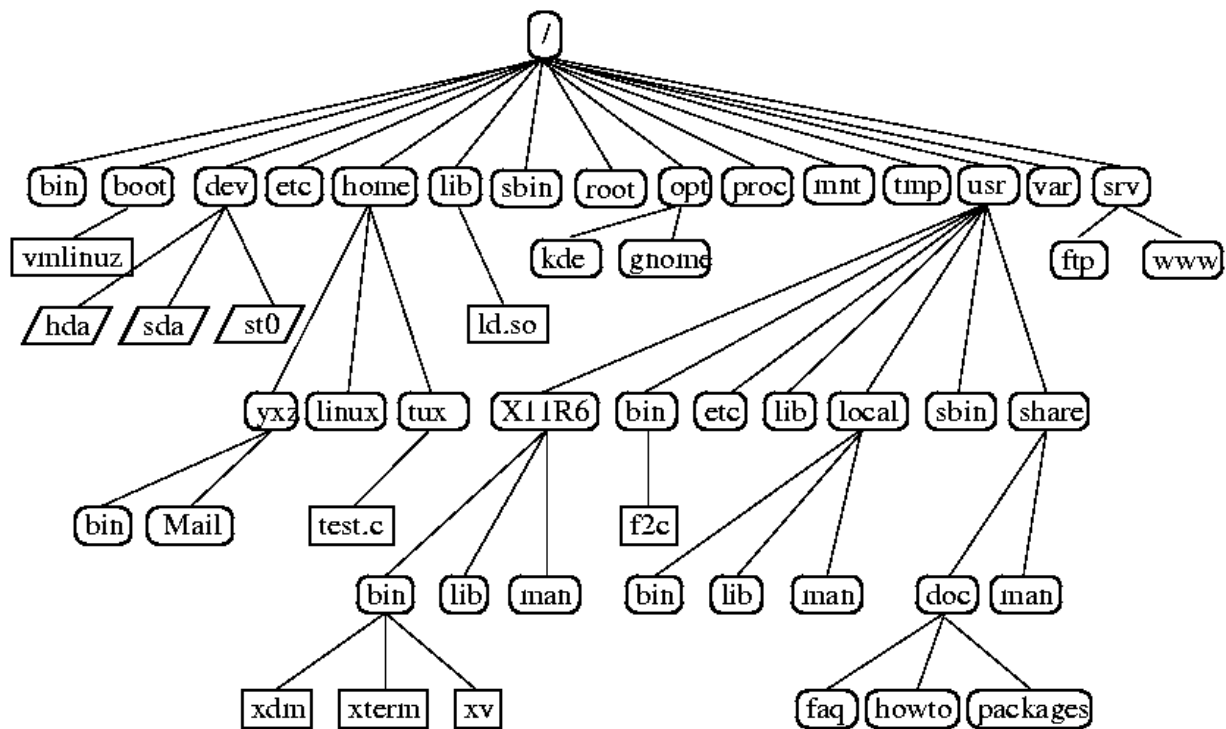 /
bin boot dev etc home lib sbin root opt proc mnt tmp usr var srv
vmlinuz kde gnome ftp www
hda sda st0 ld.so
yxz linux tux X11R6 bin etc lib local sbin share
bin Mail test.c f2c
bin lib man bin lib man doc man
xdm xterm xv faq howto packages